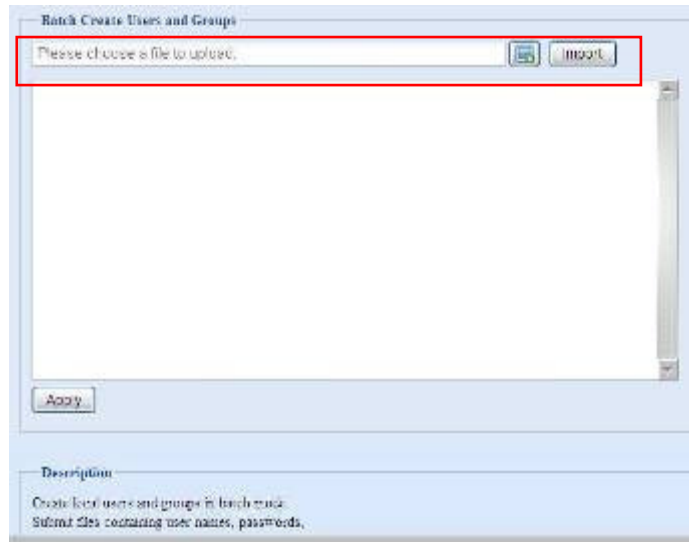 Batch Create Users and Groups
Please choose a file to upload.
Import
Apply
Description
Create local users and groups in batch mode.
Submit files containing user names, passwords,